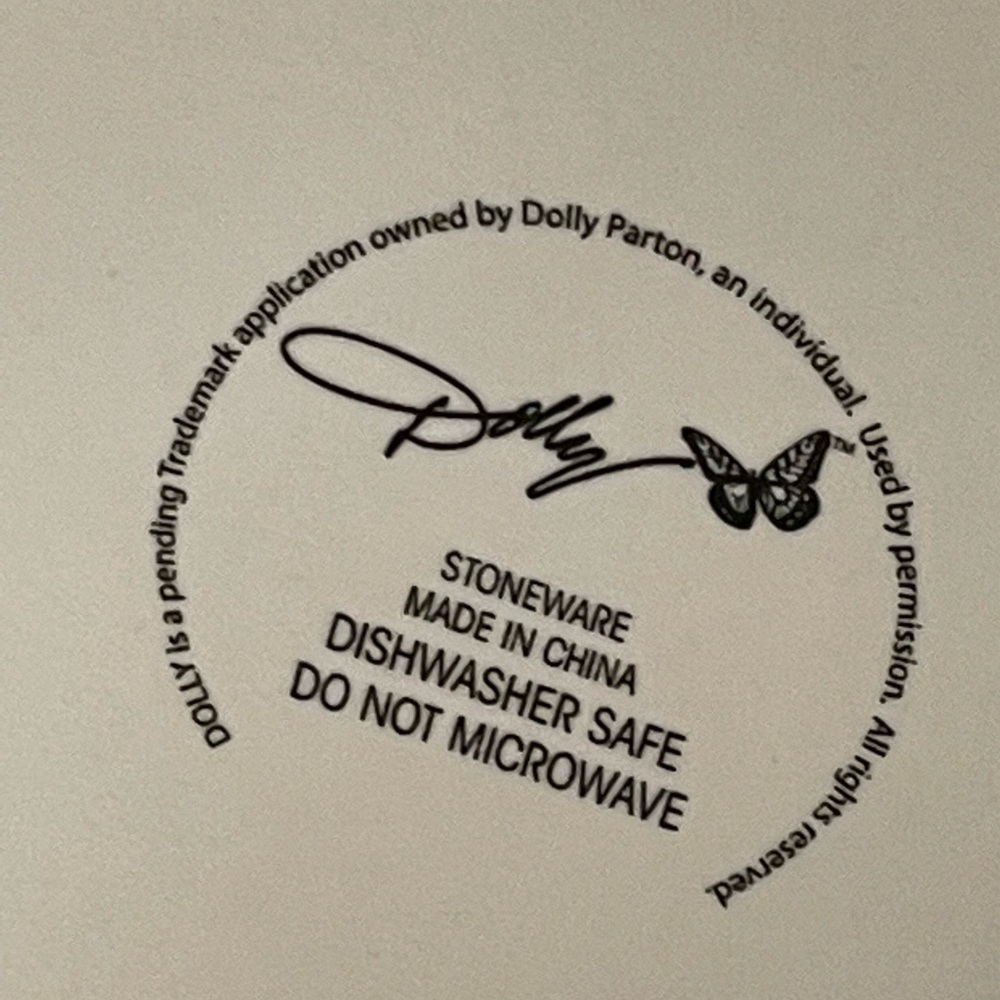 DOLLY is a pending Trademark application owned by Dolly Parton, an individual. Used by permission. All rights reserved.
Dolly
TM
STONEWARE
MADE IN CHINA
DISHWASHER SAFE
DO NOT MICROWAVE